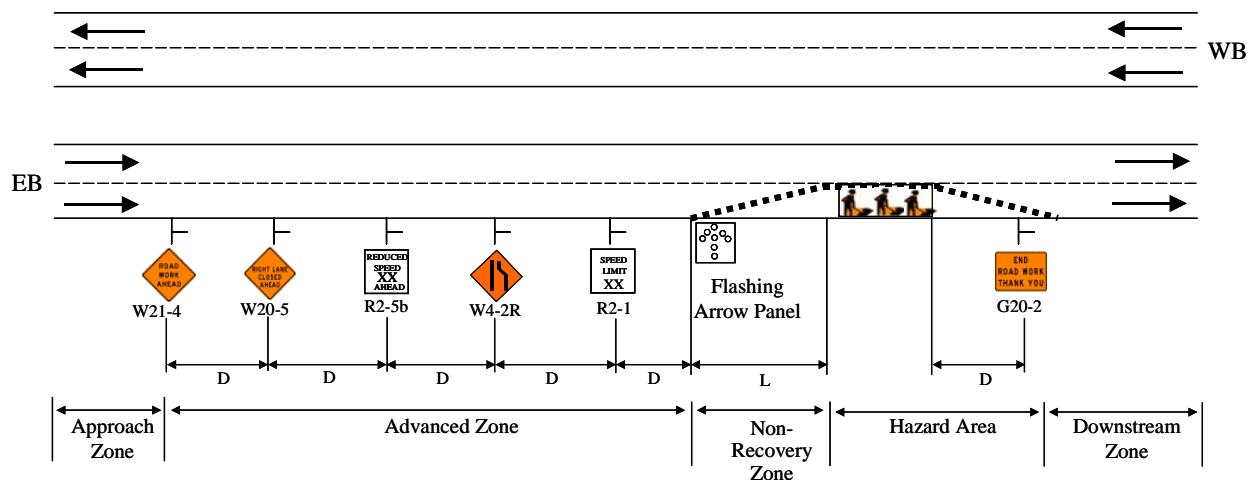 WB
EB
ROAD
WORK
AHEAD
W21-4
RIGHT LANE
CLOSED
AHEAD
W20-5
REDUCED
SPEED
XX
AHEAD
R2-5b
W4-2R
SPEED
LIMIT
XX
R2-1
Flashing
Arrow Panel
END
ROAD WORK
THANK YOU
G20-2
D
D
D
D
D
L
D
Approach
Zone
Advanced Zone
Non-
Recovery
Zone
Hazard Area
Downstream
Zone